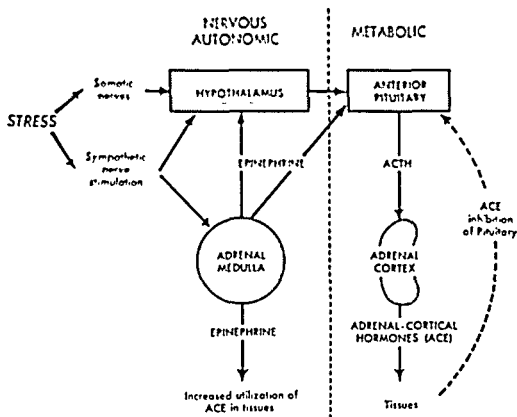 NERVOUS
AUTONOMIC
METABOLIC
Somatic
nerves
HYPOTHALAMUS
ANTERIOR
PITUITARY
STRESS
Sympathetic
nerve
stimulation
EPINEPHRINE
ACTH
ACE
inhibition
of Pituitary
ADRENAL
MEDULLA
ADRENAL
CORTEX
EPINEPHRINE
ADRENAL-CORTICAL
HORMONES (ACE)
Increased utilization of
ACE in tissues
Tissues